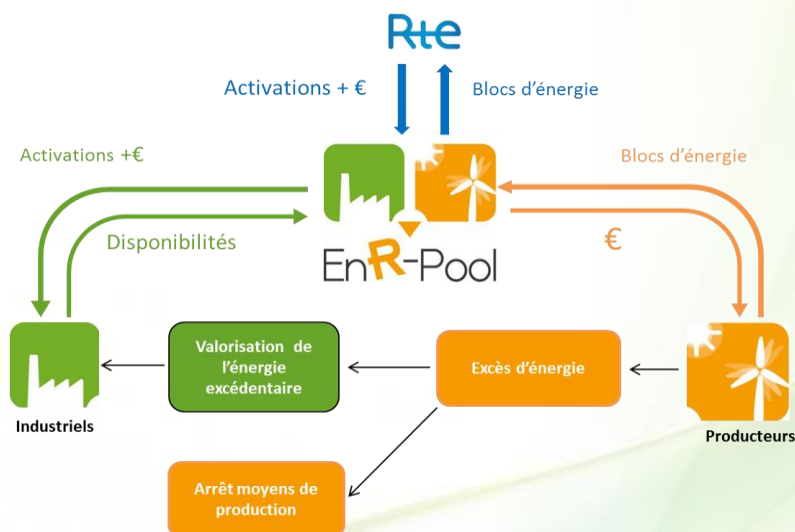 Rte
Activations + €
Blocs d'énergie
Activations +€
Blocs d'énergie
Disponibilités
€
EnR-Pool
Valorisation de
l'énergie
excédentaire
Excès d'énergie
Industriels
Producteurs
Arrêt moyens de
production